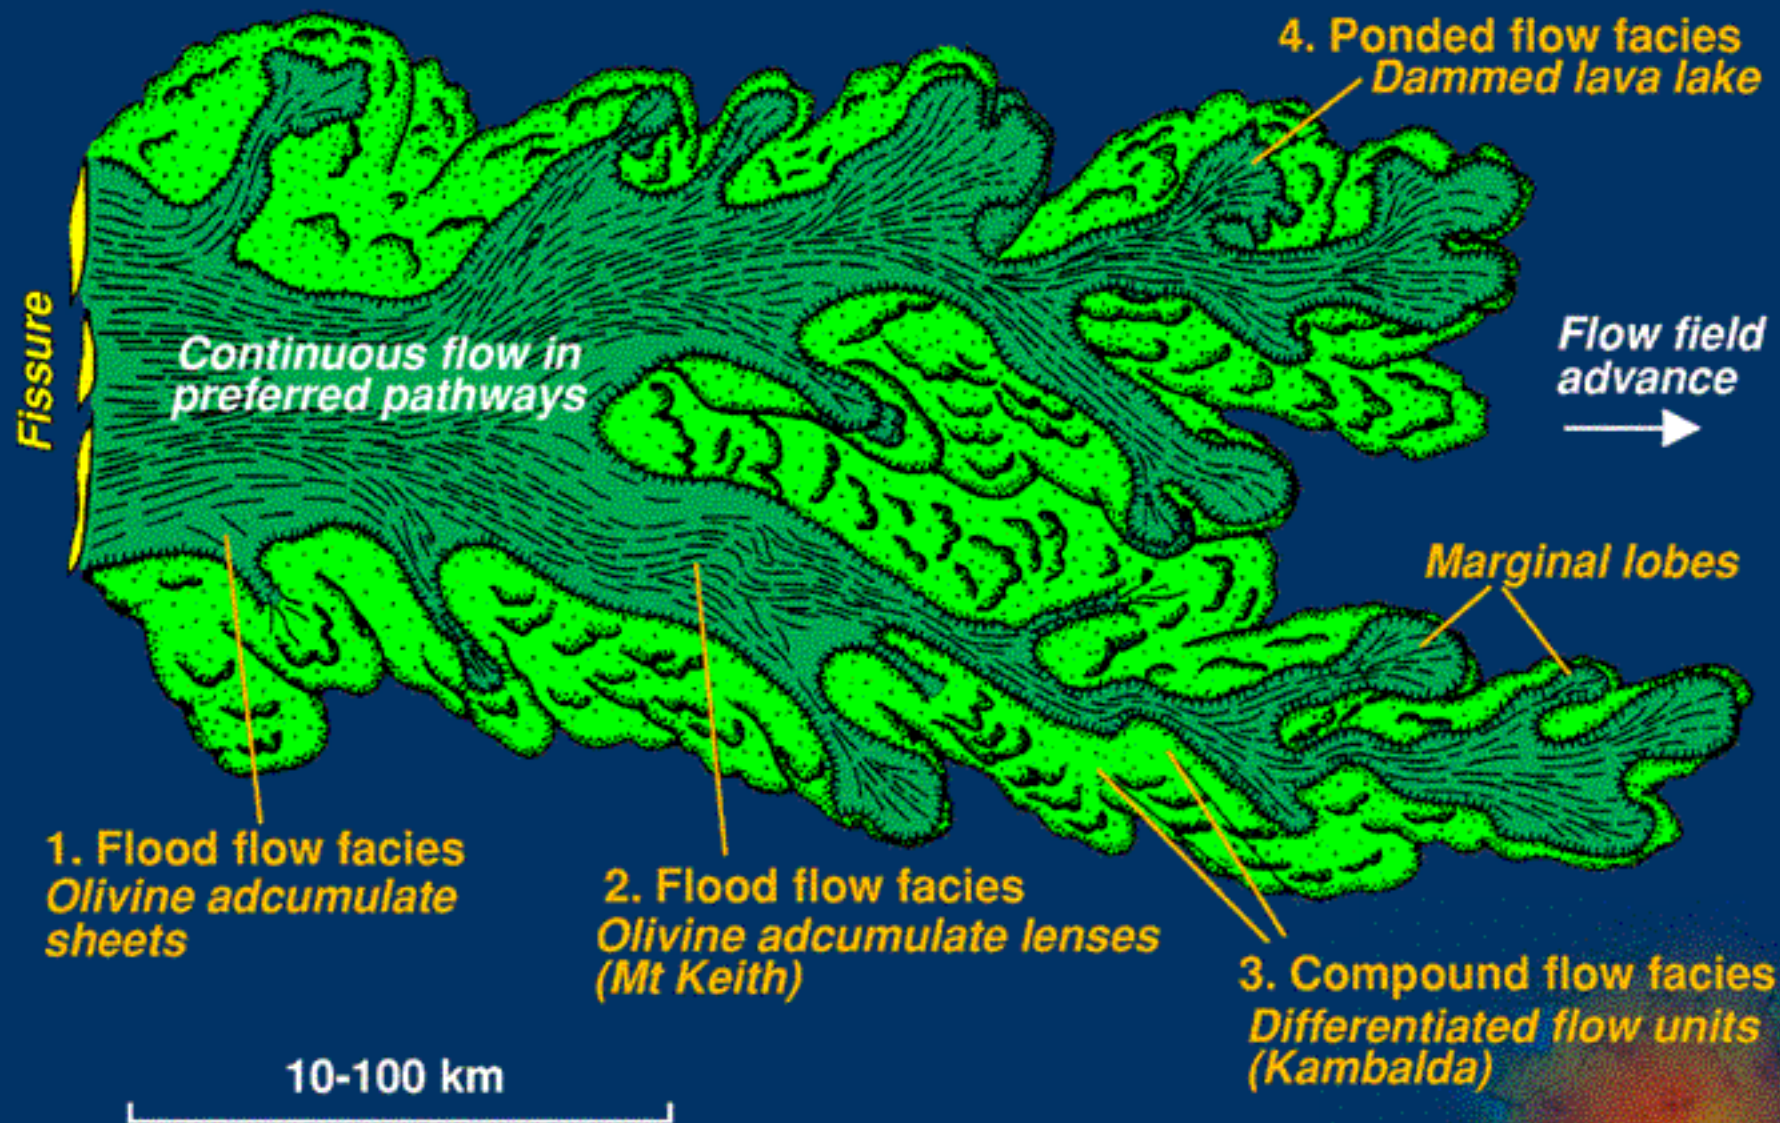 4. Ponded flow facies
Dammed lava lake
Fissure
Continuous flow in
preferred pathways
Flow field
advance
Marginal lobes
1. Flood flow facies
Olivine adcumulate
sheets
2. Flood flow facies
Olivine adcumulate lenses
(Mt Keith)
3. Compound flow facies
Differentiated flow units
(Kambalda)
10-100 km